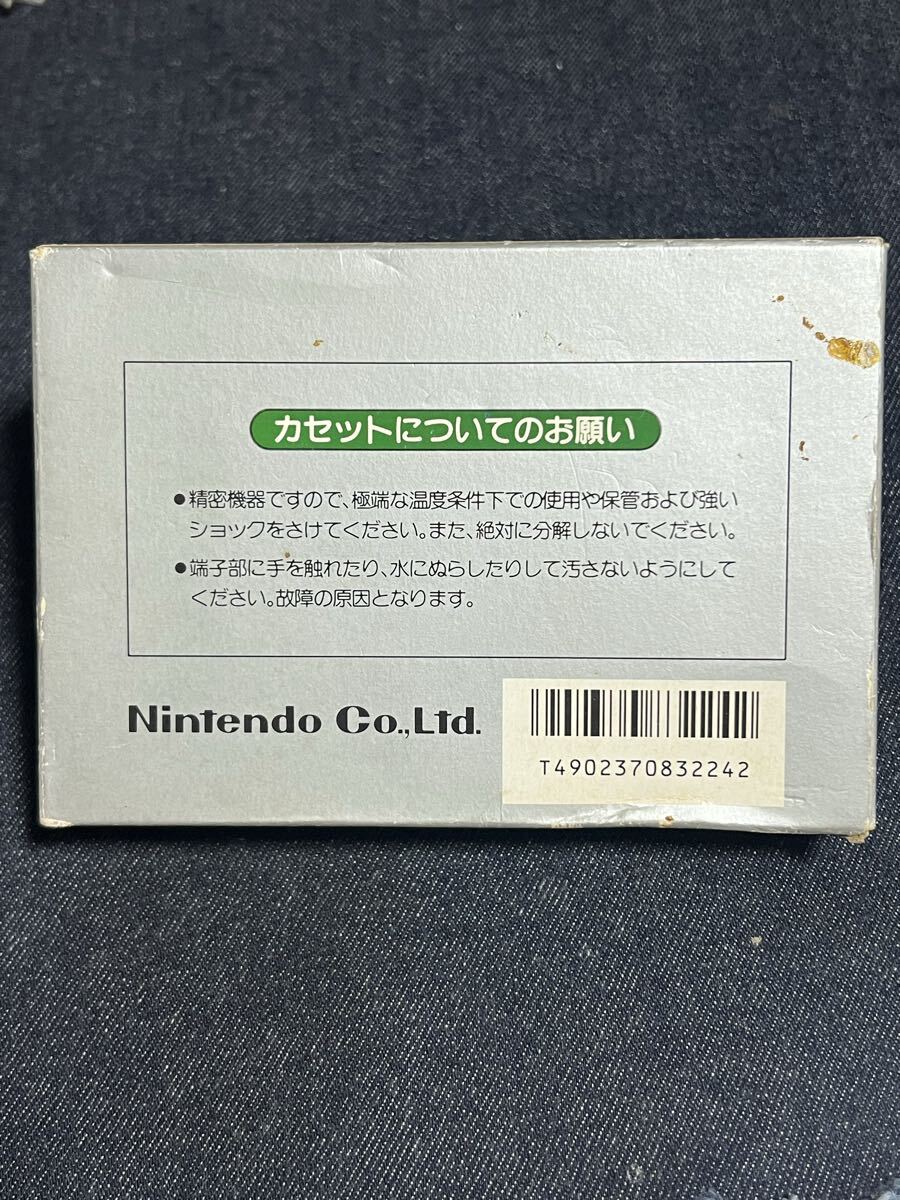 カセットについてのお願い
●精密機器ですので、極端な温度条件下での使用や保管および強い
ショックをさけてください。また、絶対に分解しないでください。
●端子部に手を触れたり、水にぬらしたりして汚さないようにして
ください。故障の原因となります。
Nintendo Co.,Ltd.
T4902370832242